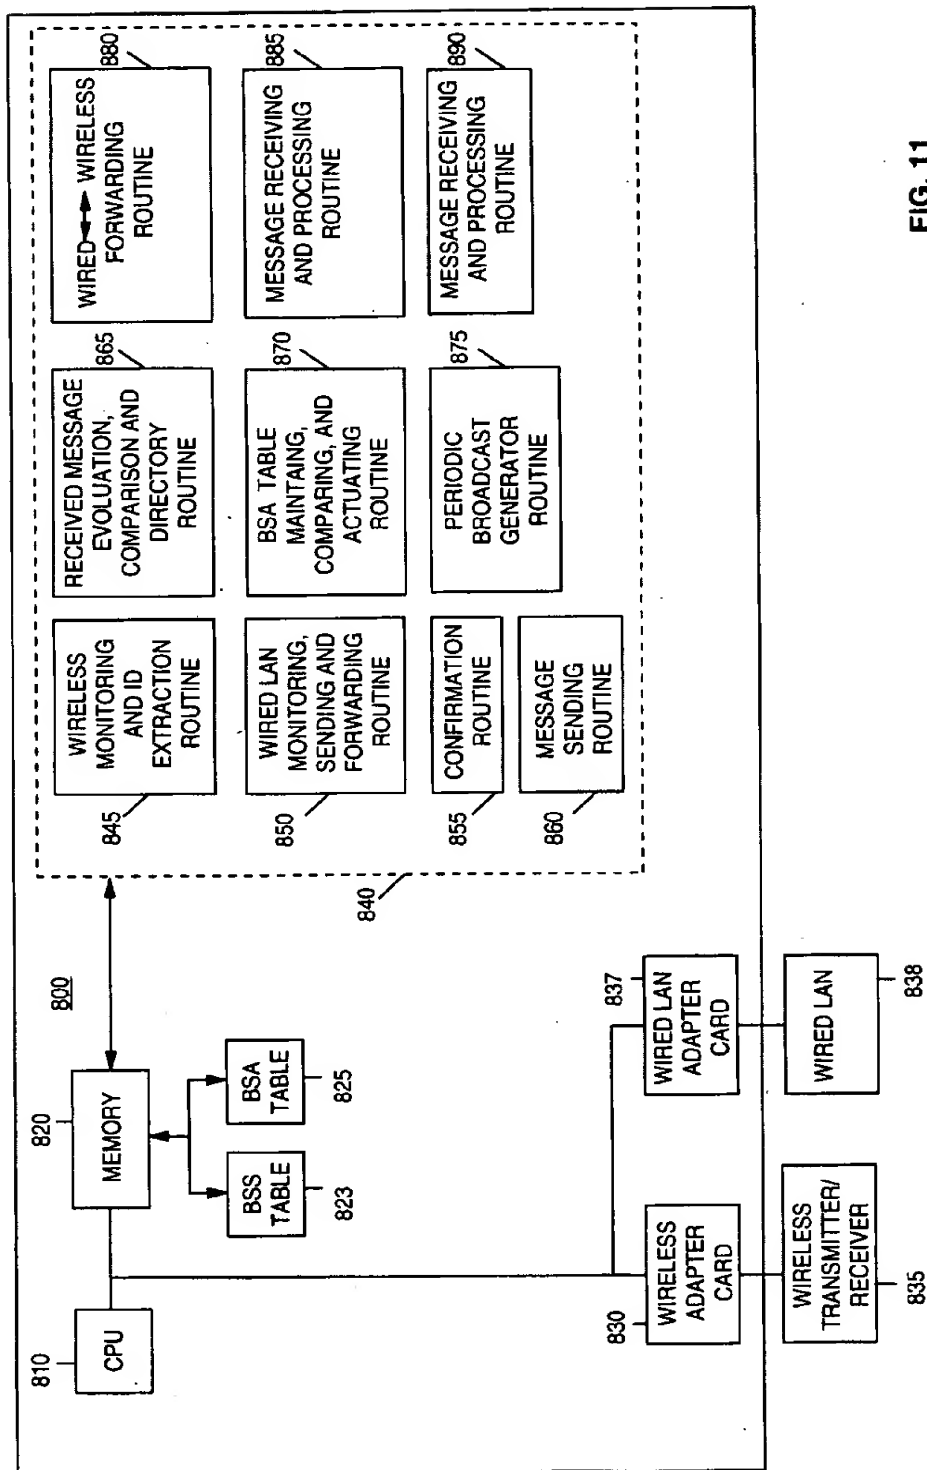 800
810
CPU
820
MEMORY
BSS
TABLE
823
BSA
TABLE
825
830
WIRELESS
ADAPTER
CARD
837
WIRED LAN
ADAPTER
CARD
WIRELESS
TRANSMITTER/
RECEIVER
835
WIRED LAN
838
840
845
WIRELESS
MONITORING
AND ID
EXTRACTION
ROUTINE
865
RECEIVED MESSAGE
EVOLUATION,
COMPARISON AND
DIRECTORY
ROUTINE
880
WIRED WIRELESS
FORWARDING
ROUTINE
850
WIRED LAN
MONITORING,
SENDING AND
FORWARDING
ROUTINE
870
BSA TABLE
MAINTAING,
COMPARING, AND
ACTUATING
ROUTINE
885
MESSAGE RECEIVING
AND PROCESSING
ROUTINE
855
CONFIRMATION
ROUTINE
875
PERIODIC
BROADCAST
GENERATOR
ROUTINE
890
MESSAGE RECEIVING
AND PROCESSING
ROUTINE
860
MESSAGE
SENDING
ROUTINE
FIG. 11